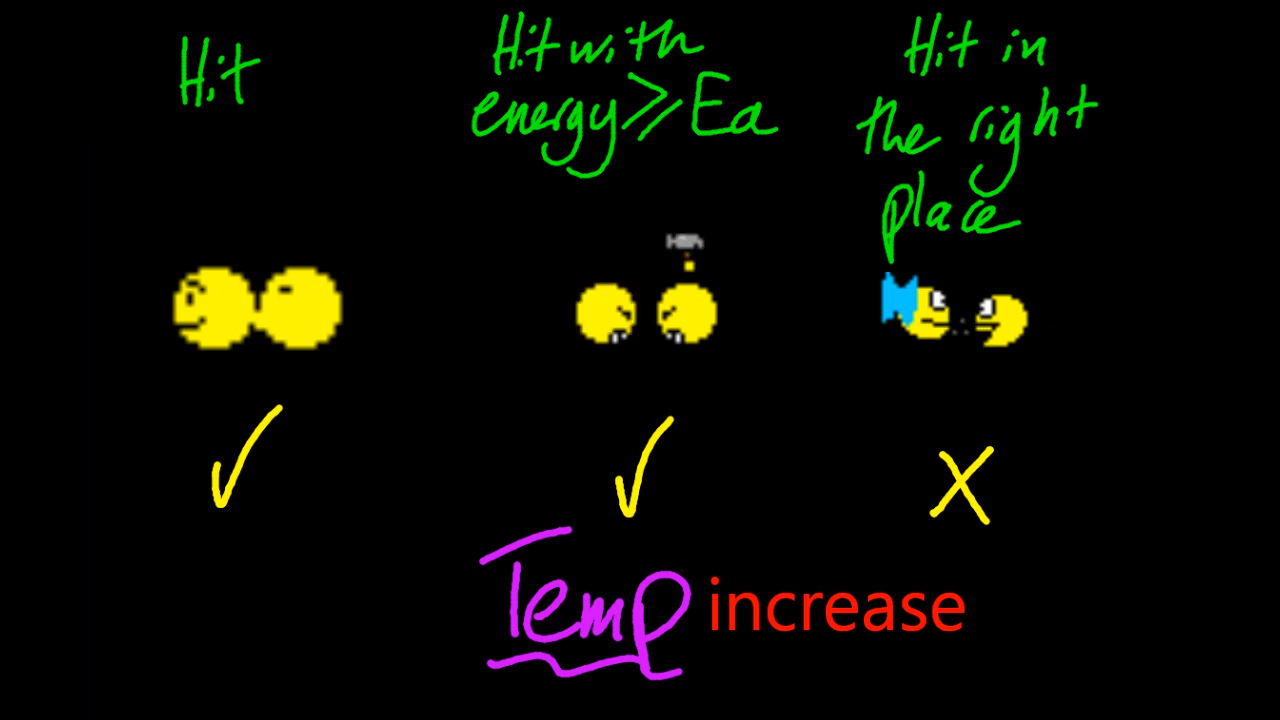 Hit
Hit with
energy ≥ Ea
Hit in
the right
place
Temp increase